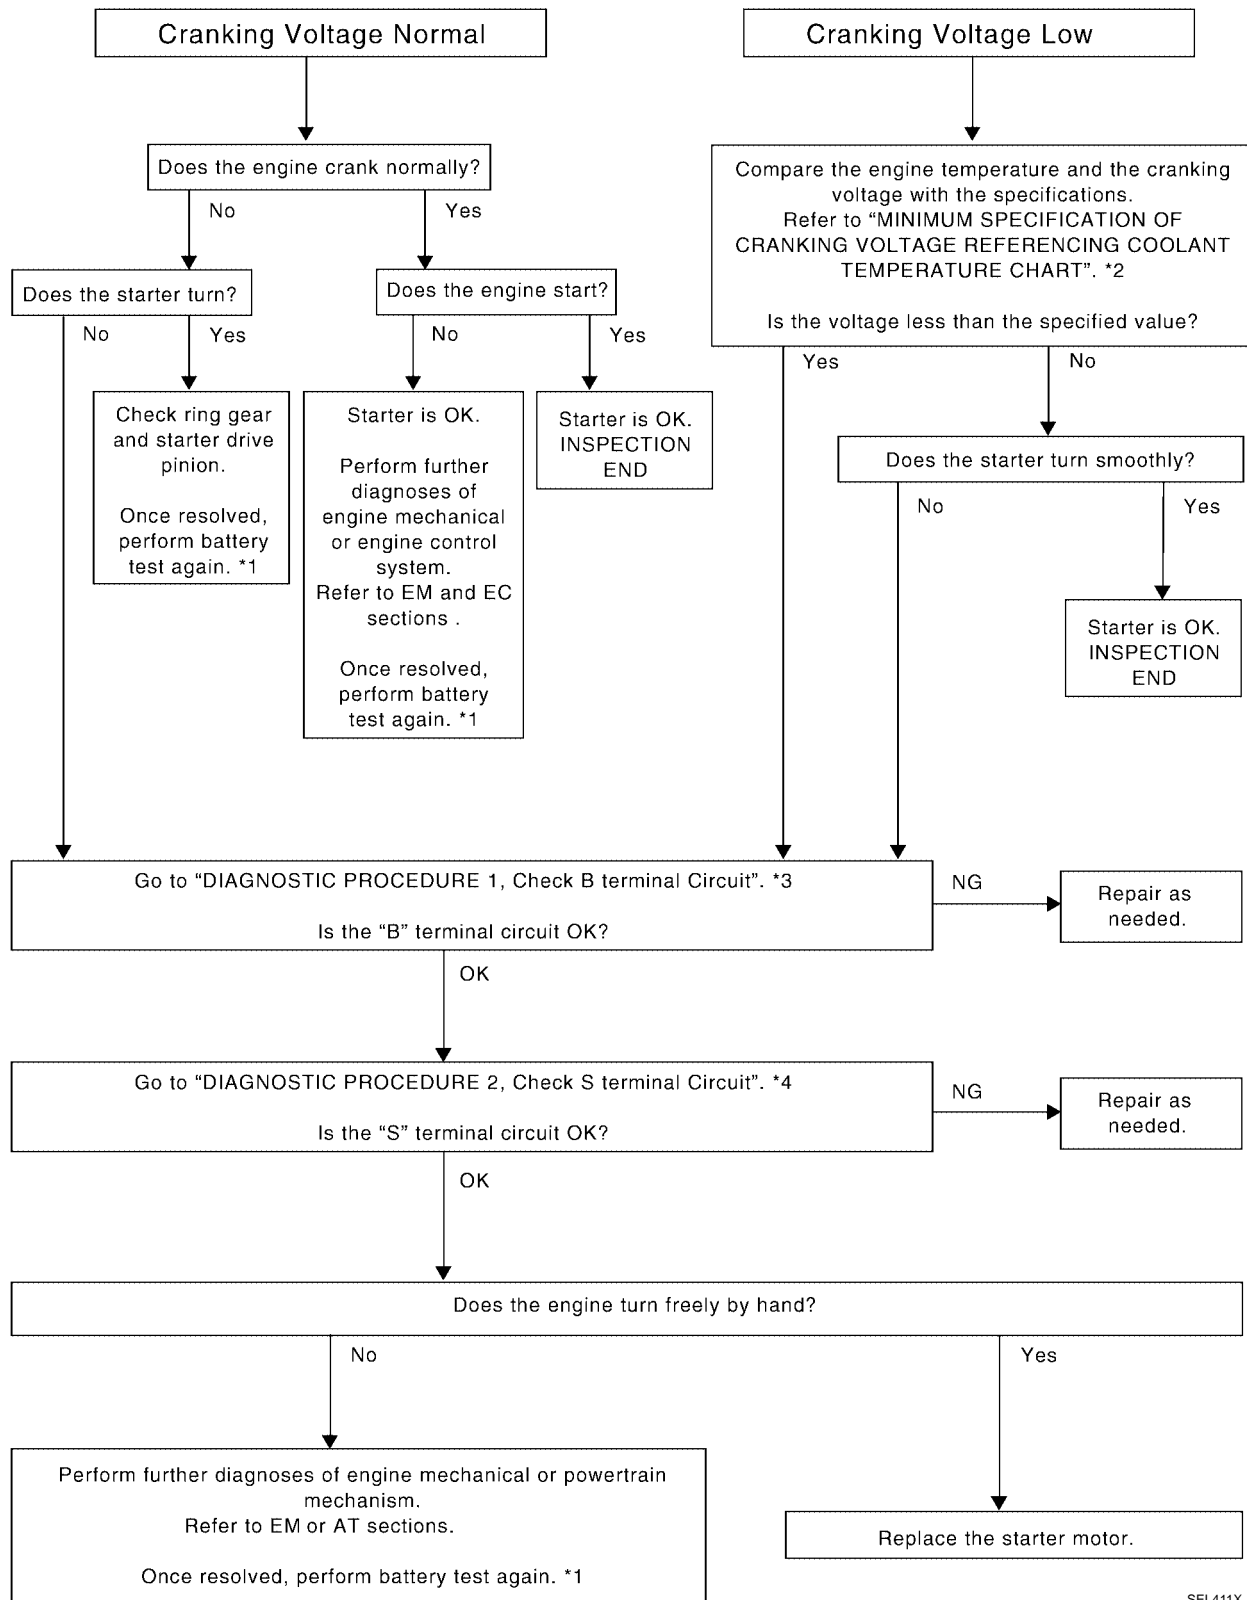 Cranking Voltage Normal
Cranking Voltage Low
Does the engine crank normally?
No
Yes
Does the starter turn?
Does the engine start?
No
Yes
No
Yes
Check ring gear
and starter drive
pinion.
Once resolved,
perform battery
test again. *1
Starter is OK.
Perform further
diagnoses of
engine mechanical
or engine control
system.
Refer to EM and EC
sections .
Once resolved,
perform battery
test again. *1
Starter is OK.
INSPECTION
END
Compare the engine temperature and the cranking
voltage with the specifications.
Refer to “MINIMUM SPECIFICATION OF
CRANKING VOLTAGE REFERENCING COOLANT
TEMPERATURE CHART”. *2
Is the voltage less than the specified value?
Yes
No
Does the starter turn smoothly?
No
Yes
Starter is OK.
INSPECTION
END
Go to “DIAGNOSTIC PROCEDURE 1, Check B terminal Circuit”. *3
Is the “B” terminal circuit OK?
NG
Repair as
needed.
OK
Go to “DIAGNOSTIC PROCEDURE 2, Check S terminal Circuit”. *4
Is the “S” terminal circuit OK?
NG
Repair as
needed.
OK
Does the engine turn freely by hand?
No
Yes
Perform further diagnoses of engine mechanical or powertrain
mechanism.
Refer to EM or AT sections.
Once resolved, perform battery test again. *1
Replace the starter motor.
SEL411X